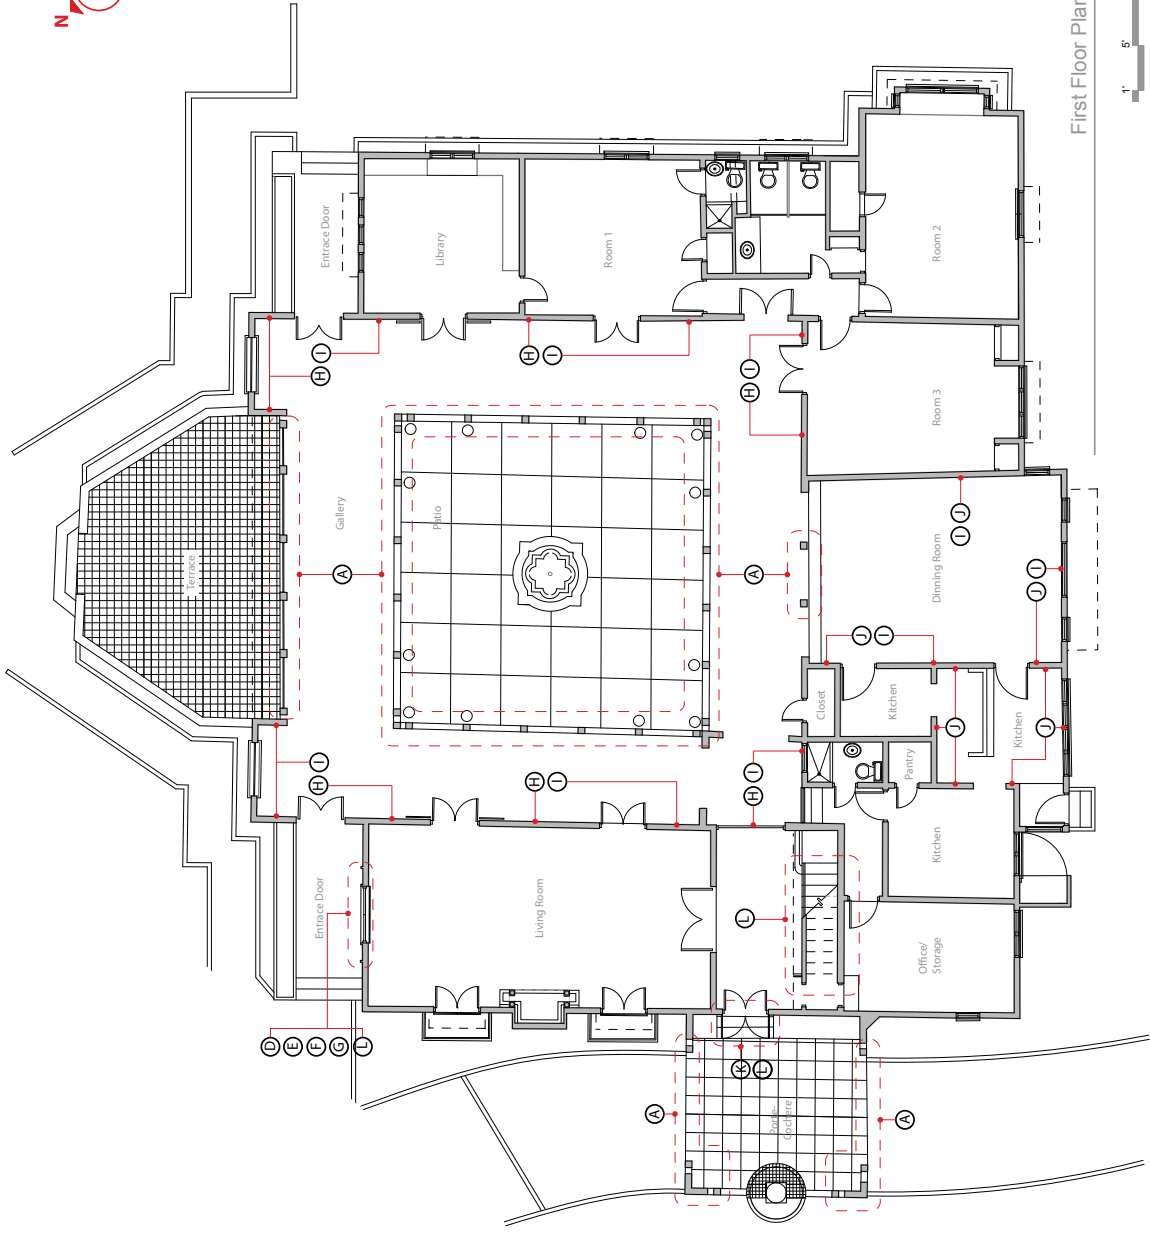 N
First Floor Plan
1'
5'
Entrace Door
Library
Room 1
Room 2
I
H
H
I
I
H
Room 3
Gallery
Patio
Terrace
A
A
J
I
Dinning Room
I
J
J
I
Closet
Kitchen
Kitchen
J
J
Pantry
I
H
H
I
I
H
Kitchen
Entrace Door
Living Room
L
Office/
Storage
D
E
F
G
L
K
L
A
A
Porte-
Cochere